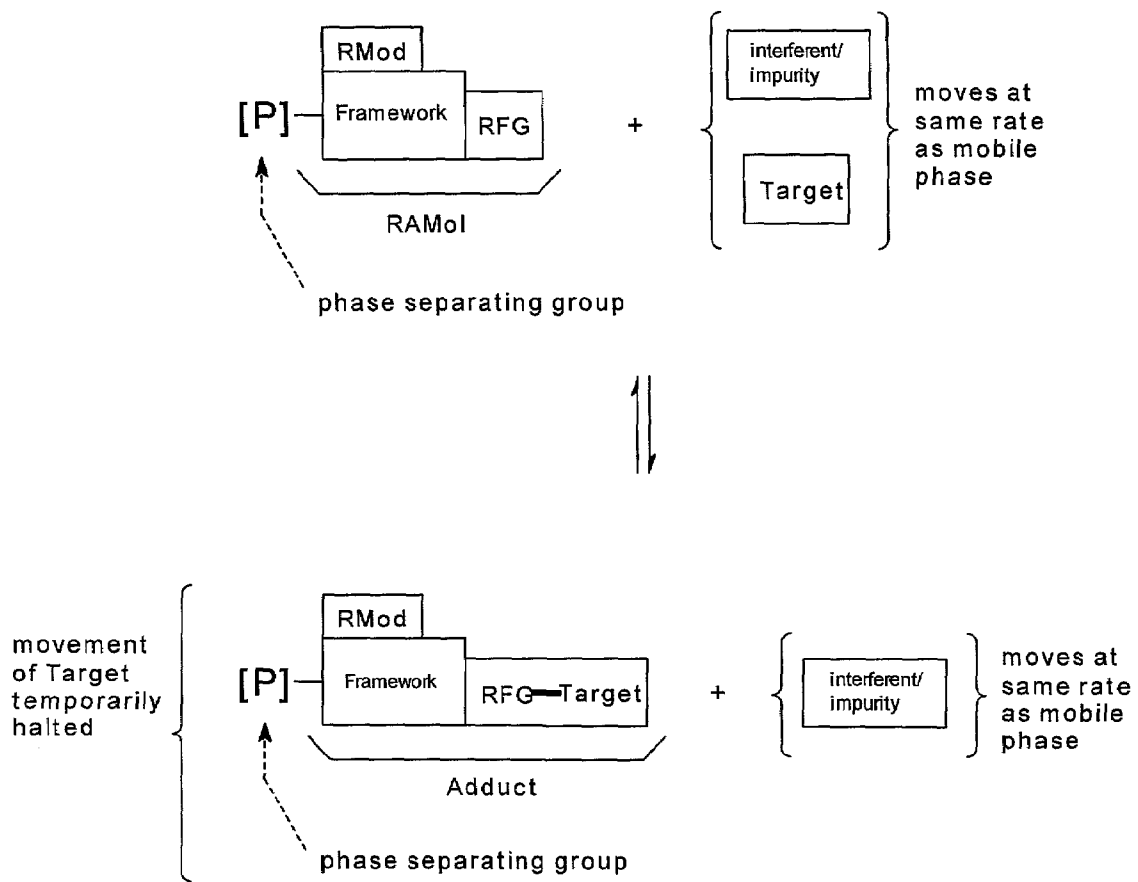 RMod
[P]
Framework
RFG
+
interferent/
impurity
Target
moves at
same rate
as mobile
phase
RAMol
phase separating group
movement
of Target
temporarily
halted
RMod
[P]
Framework
RFG
Target
+
interferent/
impurity
moves at
same rate
as mobile
phase
Adduct
phase separating group